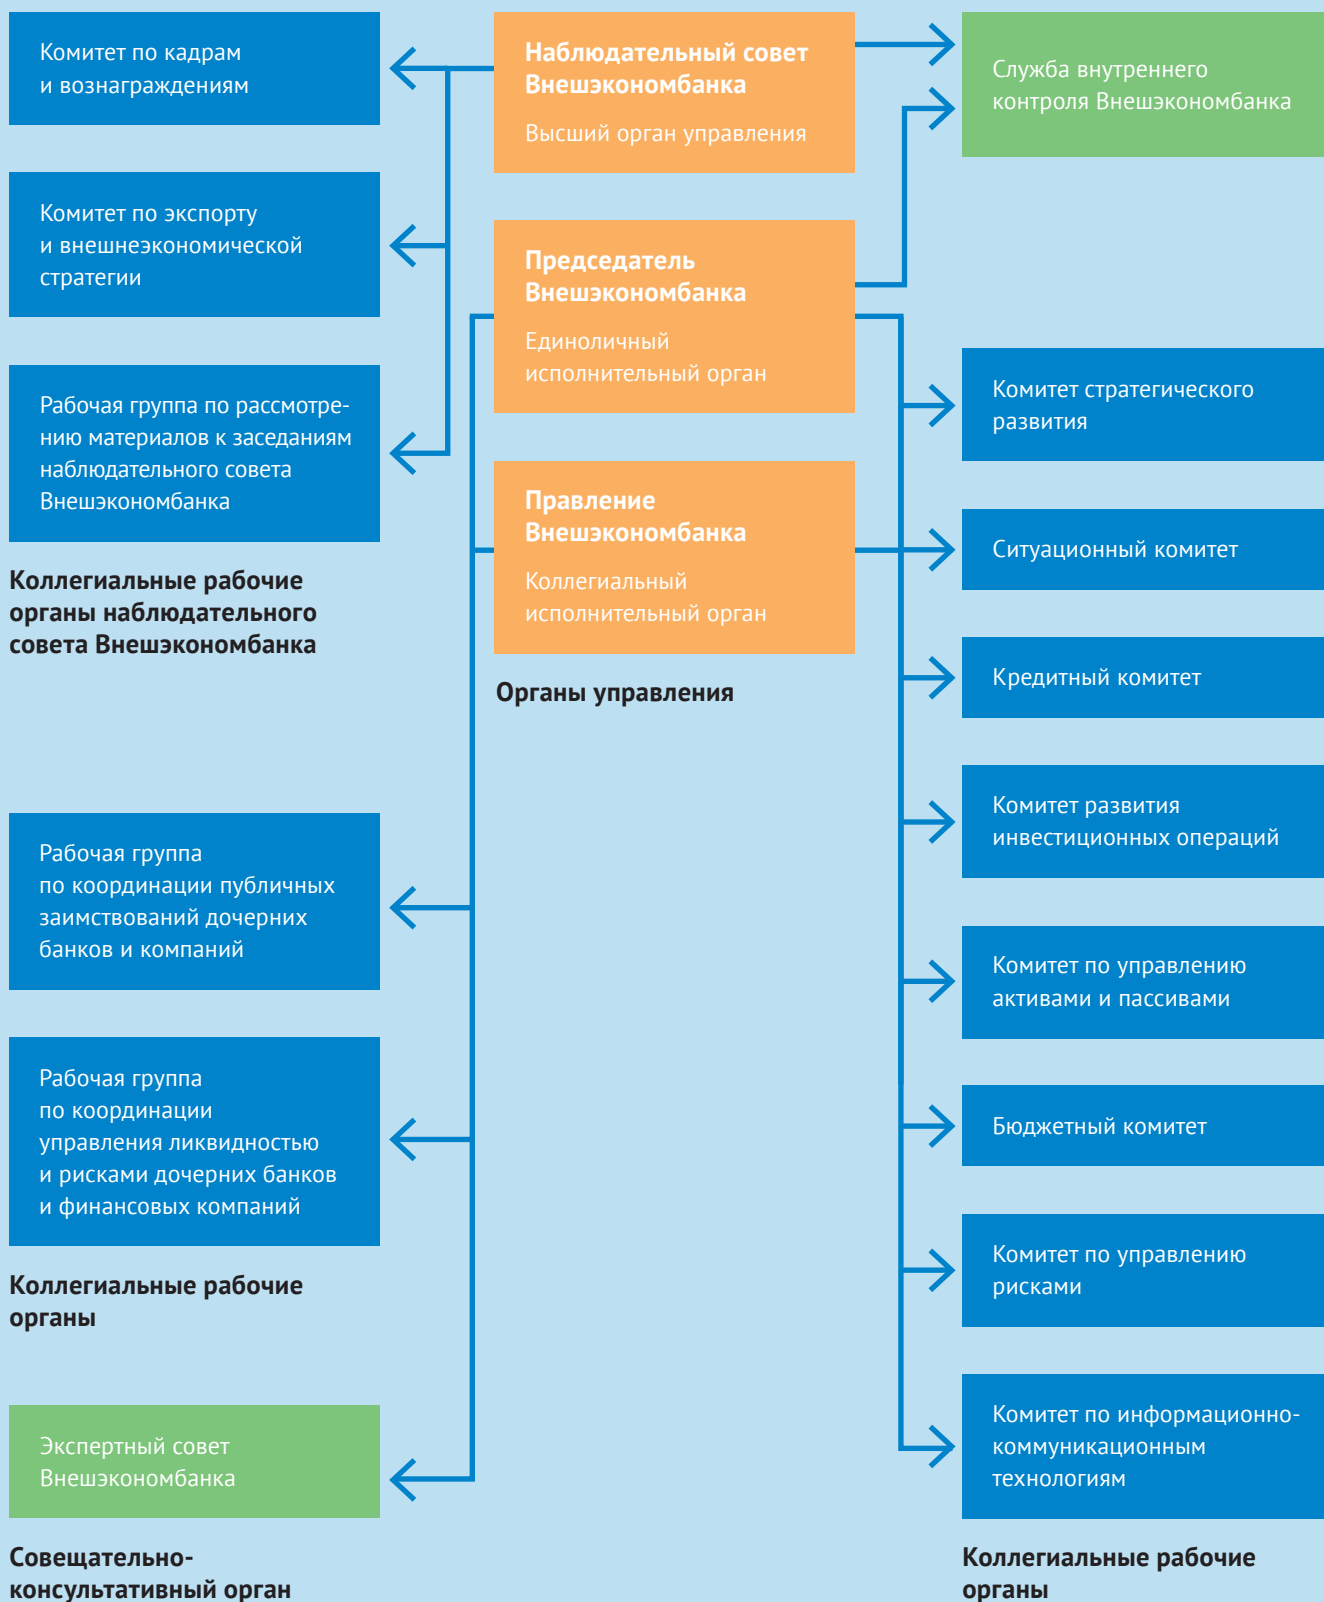 Комитет по кадрам
и вознаграждениям
Комитет по экспорту
и внешнеэкономической
стратегии
Рабочая группа по рассмотре-
нию материалов к заседаниям
наблюдательного совета
Внешэкономбанка
Коллегиальные рабочие
органы наблюдательного
совета Внешэкономбанка
Рабочая группа
по координации публичных
заимствований дочерних
банков и компаний
Рабочая группа
по координации
управления ликвидностью
и рисками дочерних банков
и финансовых компаний
Коллегиальные рабочие
органы
Экспертный совет
Внешэкономбанка
Совещательно-
консультативный орган
Наблюдательный совет
Внешэкономбанка
Высший орган управления
Председатель
Внешэкономбанка
Единоличный
исполнительный орган
Правление
Внешэкономбанка
Коллегиальный
исполнительный орган
Органы управления
Служба внутреннего
контроля Внешэкономбанка
Комитет стратегического
развития
Ситуационный комитет
Кредитный комитет
Комитет развития
инвестиционных операций
Комитет по управлению
активами и пассивами
Бюджетный комитет
Комитет по управлению
рисками
Комитет по информационно-
коммуникационным
технологиям
Коллегиальные рабочие
органы